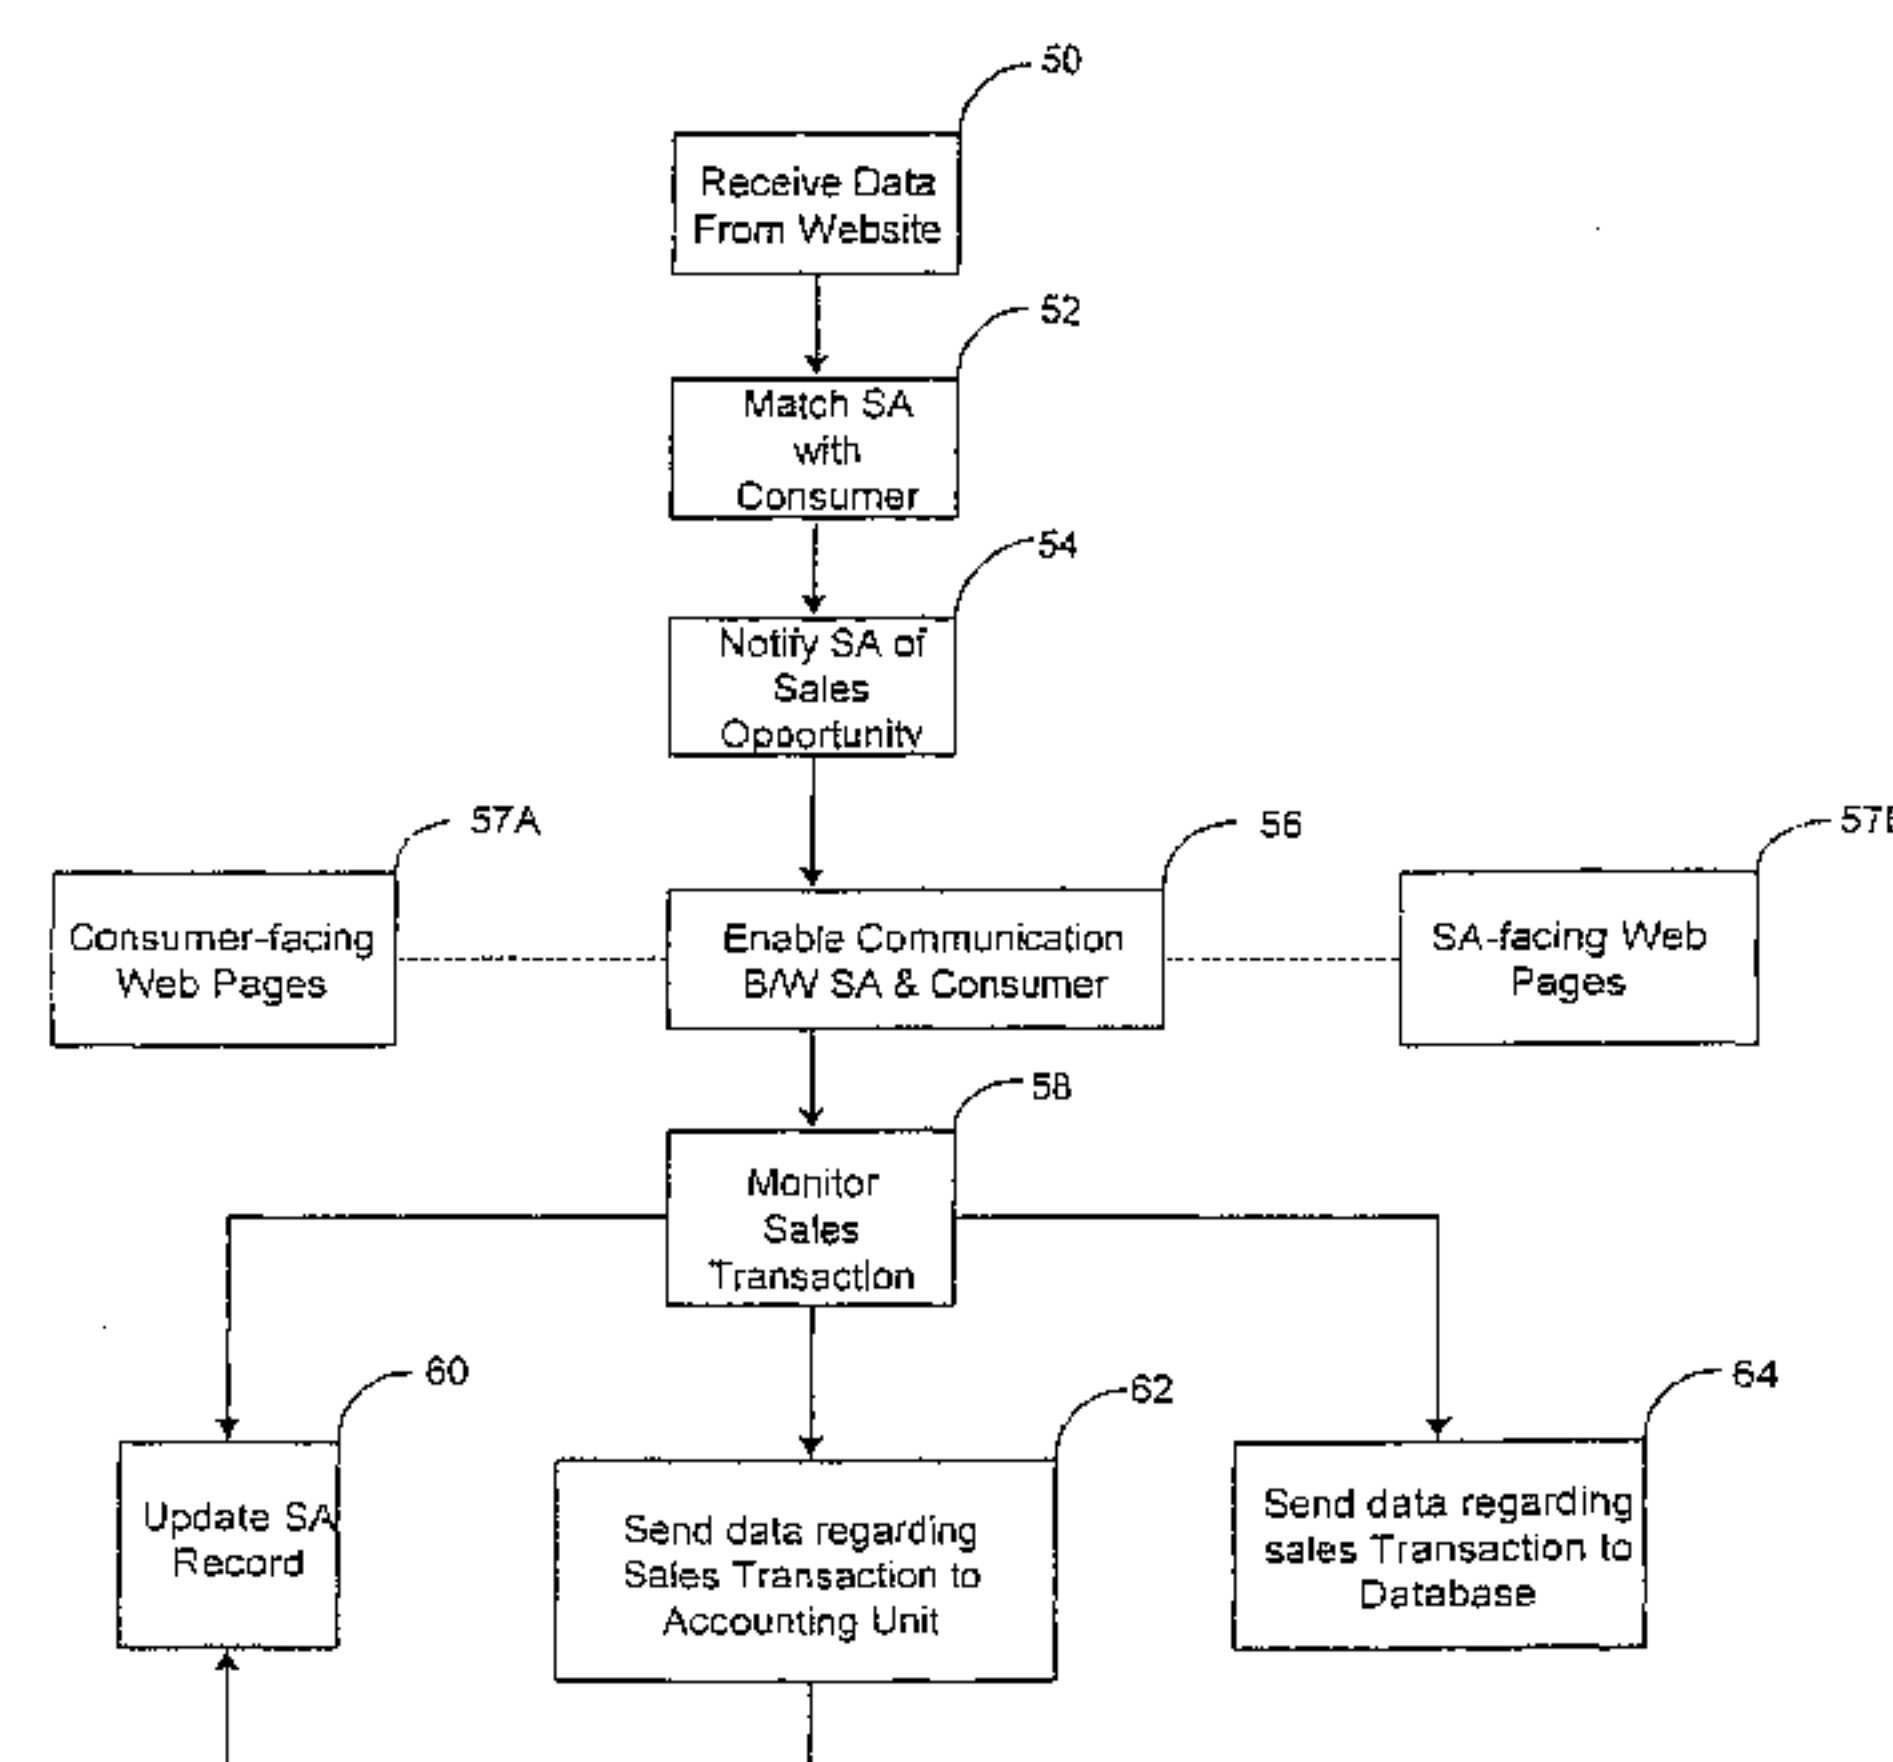 50
Receive Data
From Website
52
Match SA
with
Consumer
54
Notify SA of
Sales
Opportunity
57A
56
Consumer-facing
Web Pages
Enable Communication
B/W SA & Consumer
SA-facing Web
Pages
58
Monitor
Sales
Transaction
60
62
64
Update SA
Record
Send data regarding
Sales Transaction to
Accounting Unit
Send data regarding
sales Transaction to
Database